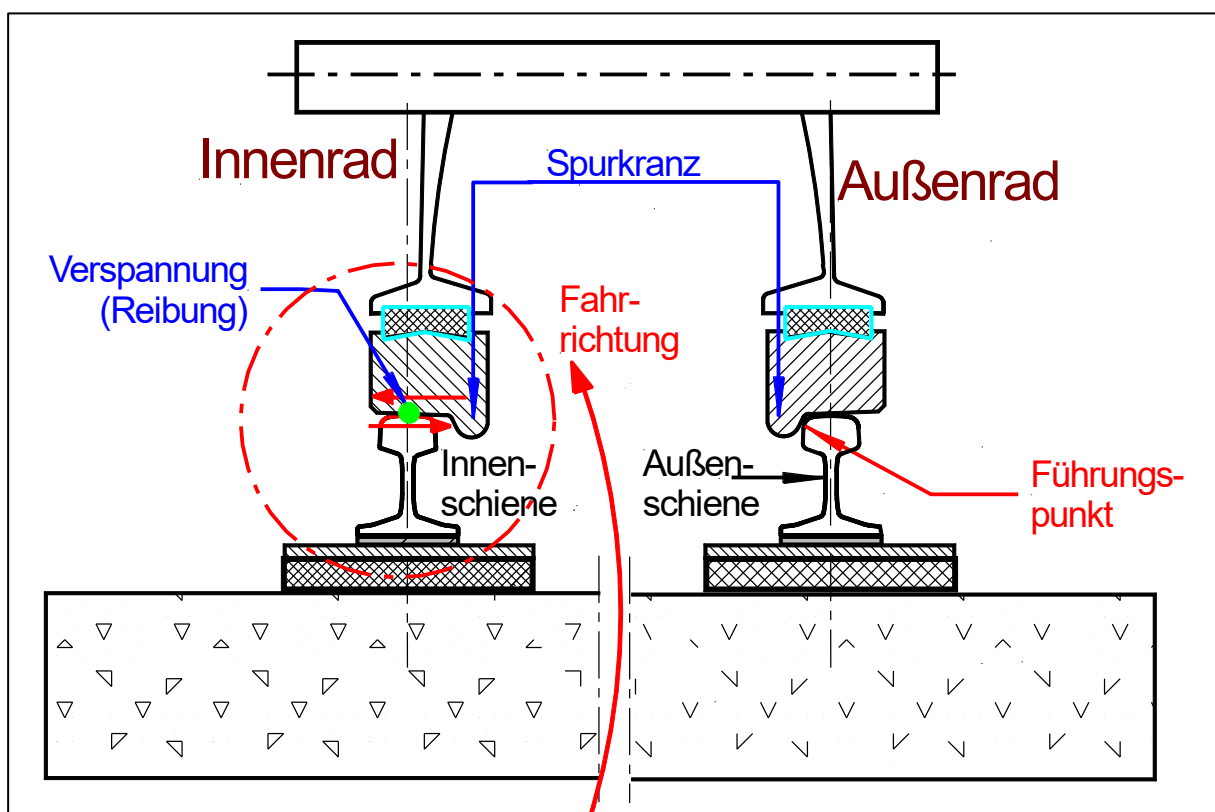 Innenrad
Spurkranz
Außenrad
Verspannung
(Reibung)
Fahr-
richtung
Innen-
schiene
Außen-
schiene
Führungs-
punkt